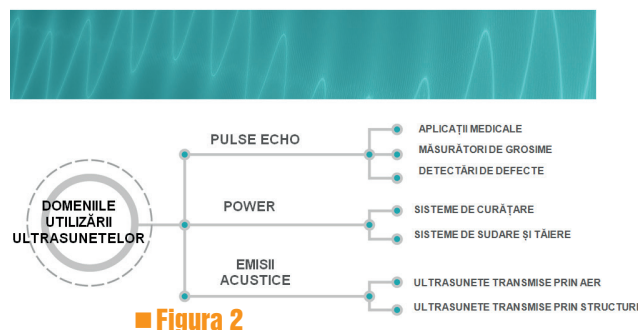 DOMENIILE
UTILIZĂRII
ULTRASUNETELOR
PULSE ECHO
APLICAȚII MEDICALE
MĂSURĂTORI DE GROSIME
DETECTĂRI DE DEFECTE
POWER
SISTEME DE CURĂȚARE
SISTEME DE SUDARE ȘI TĂIERE
EMISII
ACUSTICE
ULTRASUNETE TRANSMISE PRIN AER
ULTRASUNETE TRANSMISE PRIN STRUCTURI
Figura 2